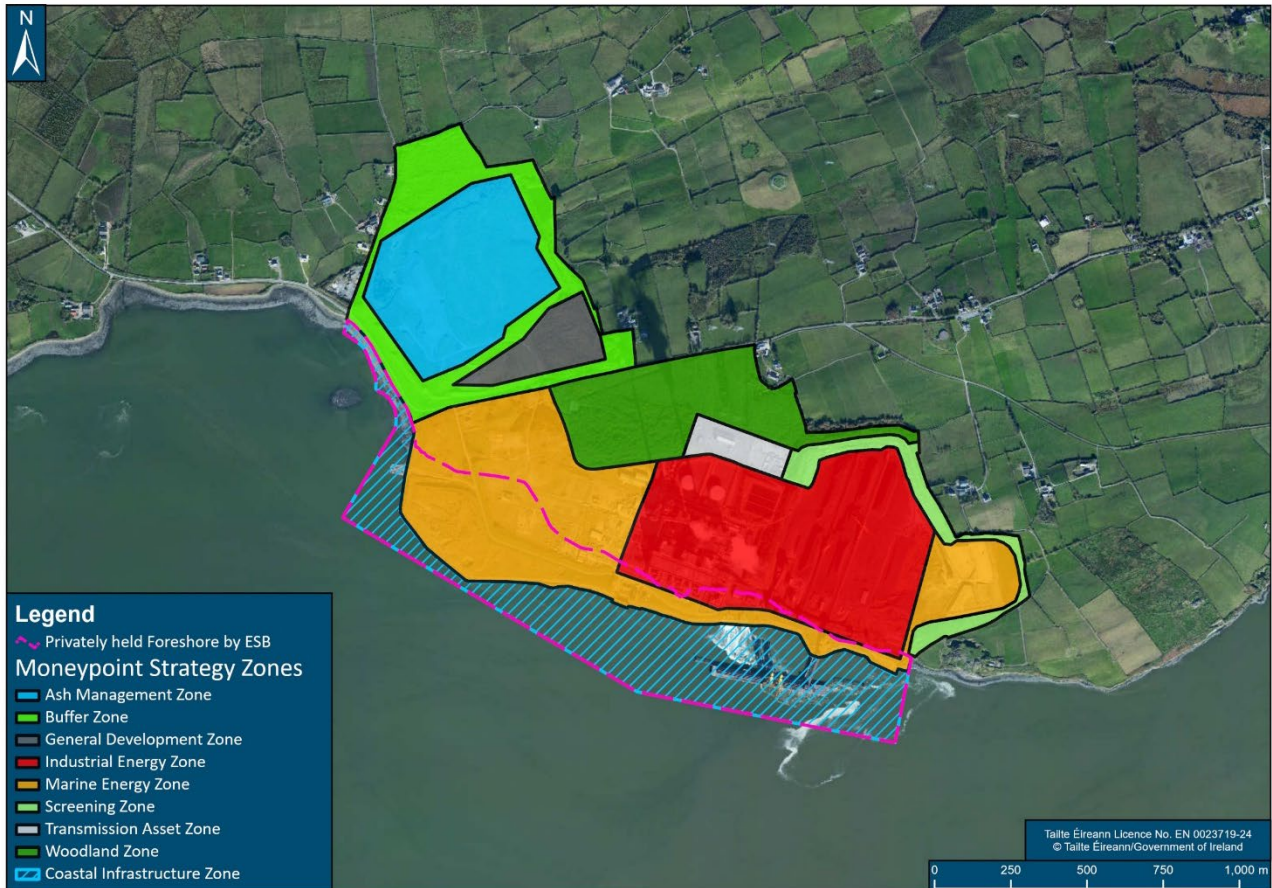 N
Legend
Privately held Foreshore by ESB
Moneypoint Strategy Zones
Ash Management Zone
Buffer Zone
General Development Zone
Industrial Energy Zone
Marine Energy Zone
Screening Zone
Transmission Asset Zone
Woodland Zone
Coastal Infrastructure Zone
Tailte Éireann Licence No. EN 0023719-24
© Tailte Éireann/Government of Ireland
0 250 500 750 1,000 m